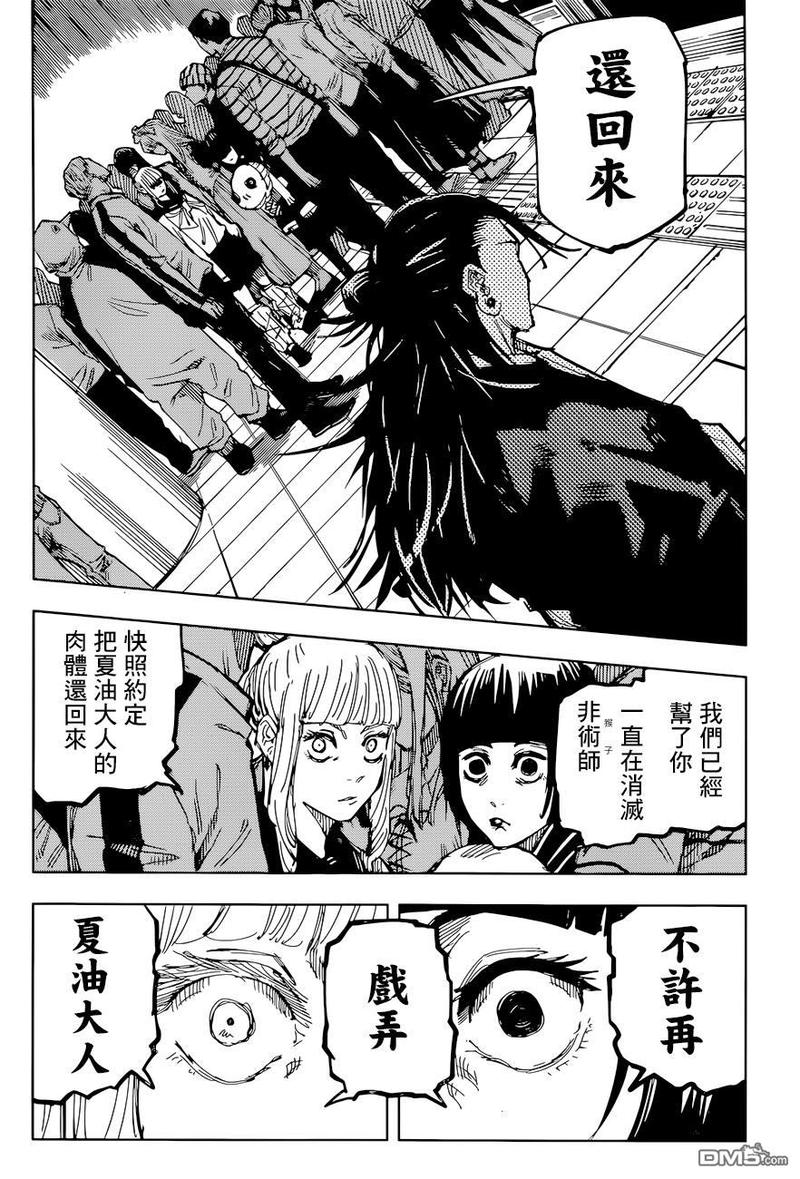 還回來
我們已經
幫了你
一直在消滅
猴子
非術師
快照約定
把夏油大人的
肉體還回來
不許再
戲弄
夏油大人
DM5.com